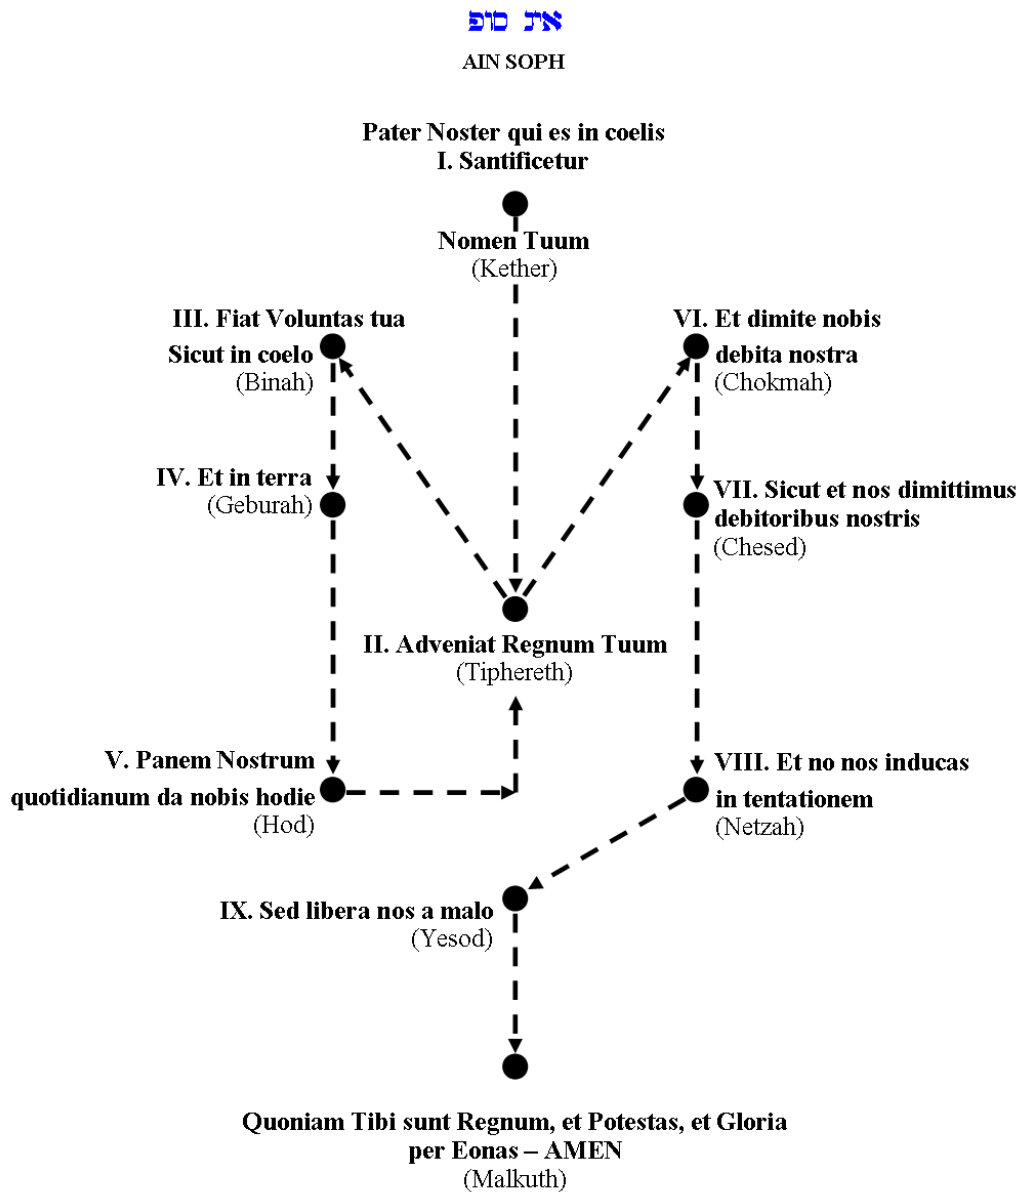 אינ סופ
AIN SOPH
Pater Noster qui es in coelis
I. Santificetur
Nomen Tuum
(Kether)
III. Fiat Voluntas tua
Sicut in coelo
(Binah)
VI. Et dimite nobis
debita nostra
(Chokmah)
IV. Et in terra
(Geburah)
VII. Sicut et nos dimittimus
debitoribus nostris
(Chesed)
II. Adveniat Regnum Tuum
(Tiphereth)
V. Panem Nostrum
quotidianum da nobis hodie
(Hod)
VIII. Et no nos inducas
in tentationem
(Netzah)
IX. Sed libera nos a malo
(Yesod)
Quoniam Tibi sunt Regnum, et Potestas, et Gloria
per Eonas – AMEN
(Malkuth)